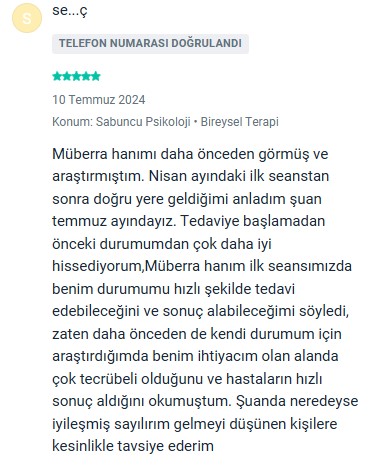 S
se...ç
TELEFON NUMARASI DOĞRULANDI
10 Temmuz 2024
Konum: Sabuncu Psikoloji • Bireysel Terapi
Müberra hanımı daha önceden görmüş ve
araştırmıştım. Nisan ayındaki ilk seanstan
sonra doğru yere geldiğimi anladım şuan
temmuz ayındayız. Tedaviye başlamadan
önceki durumumdan çok daha iyi
hissediyorum,Müberra hanım ilk seansımızda
benim durumumu hızlı şekilde tedavi
edebileceğini ve sonuç alabileceğimi söyledi,
zaten daha önceden de kendi durumum için
araştırdığımda benim ihtiyacım olan alanda
çok tecrübeli olduğunu ve hastaların hızlı
sonuç aldığını okumuştum. Şuanda neredeyse
iyileşmiş sayılırım gelmeyi düşünen kişilere
kesinlikle tavsiye ederim